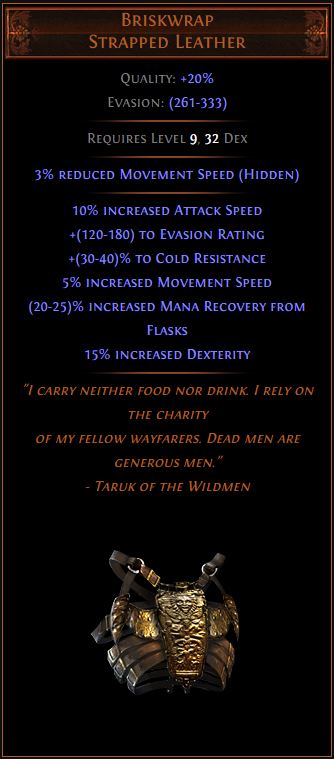 Briskwrap
Strapped Leather
Quality: +20%
Evasion: (261-333)
Requires Level 9, 32 Dex
3% reduced Movement Speed (Hidden)
10% increased Attack Speed
+(120-180) to Evasion Rating
+(30-40)% to Cold Resistance
5% increased Movement Speed
(20-25)% increased Mana Recovery from
Flasks
15% increased Dexterity
"I carry neither food nor drink. I rely on
the charity
of my fellow wayfarers. Dead men are
generous men."
- Taruk of the Wildmen